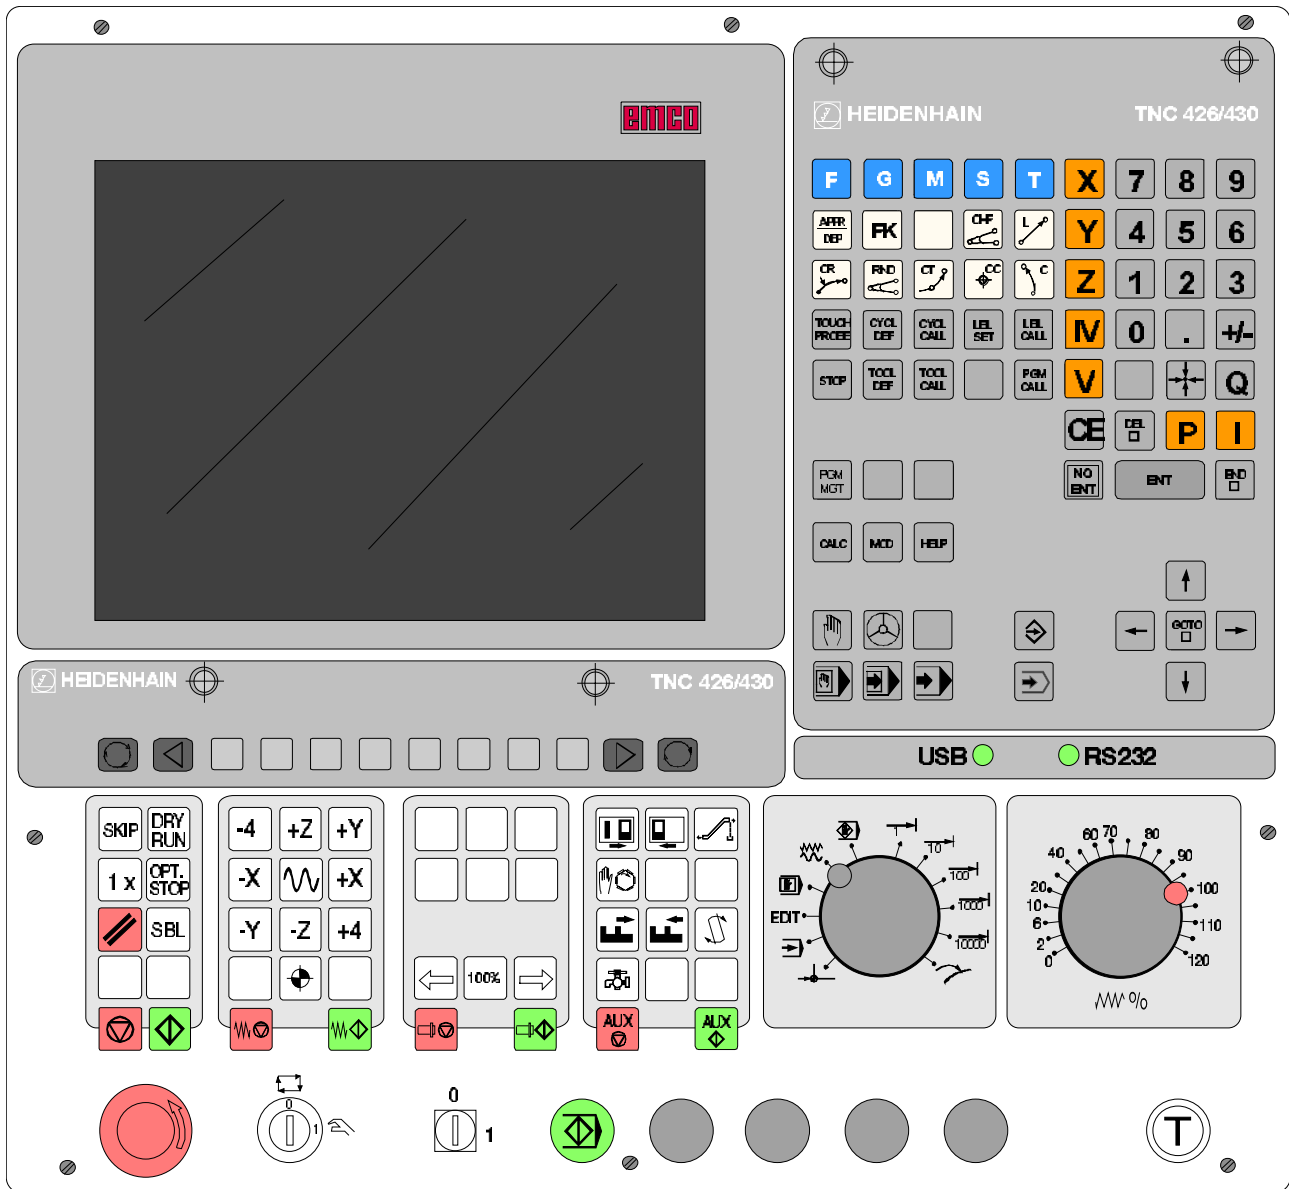 emco
HEIDENHAIN TNC 426/430
F G M S T X 7 8 9
APPR DEP FK CHF L Y 4 5 6
CR RND CT CC C Z 1 2 3
TOUCH PROBE CYCL DEF CYCL CALL LBL SET LBL CALL IV 0 . +/-
STOP TOOL DEF TOOL CALL PGM CALL V Q
CE DEL P I
PGM MGT NO ENT ENT END
CALC MOD HELP
GOTO
HEIDENHAIN TNC 426/430
USB RS232
SKIP DRY RUN
1 x OPT. STOP
SBL
-4 +Z +Y
-X +X
-Y -Z +4
100%
AUX AUX
1
10
100
1000
10000
EDIT
0
2
6
10
20
40
60
70
80
90
100
110
120
%
0
1
0
1
T